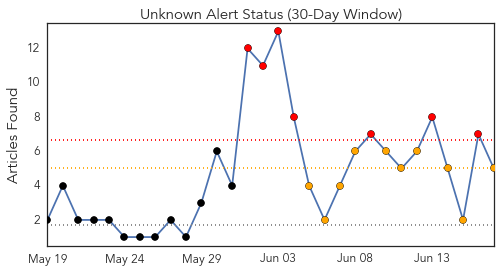 Unknown Alert Status (30-Day Window)
Articles Found
12
10
8
6
4
2
May 19 May 24 May 29 Jun 03 Jun 08 Jun 13